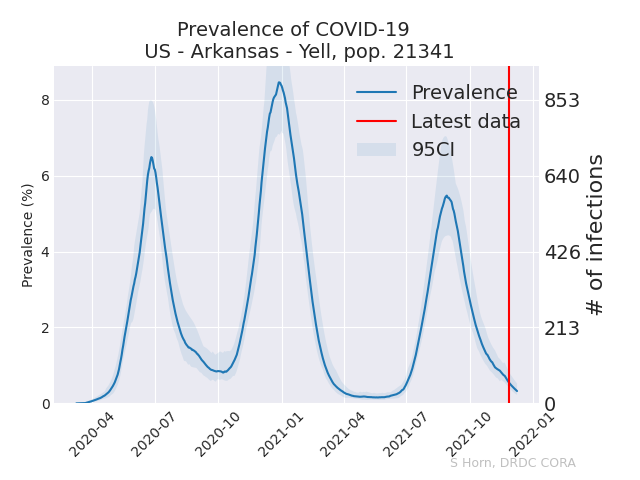 Prevalence of COVID-19
US - Arkansas - Yell, pop. 21341
Prevalence
Latest data
95CI
Prevalence (%)
8
6
4
2
0
853
640
426
213
0
# of infections
2020-04
2020-07
2020-10
2021-01
2021-04
2021-07
2021-10
2022-01
S Horn, DRDC CORA